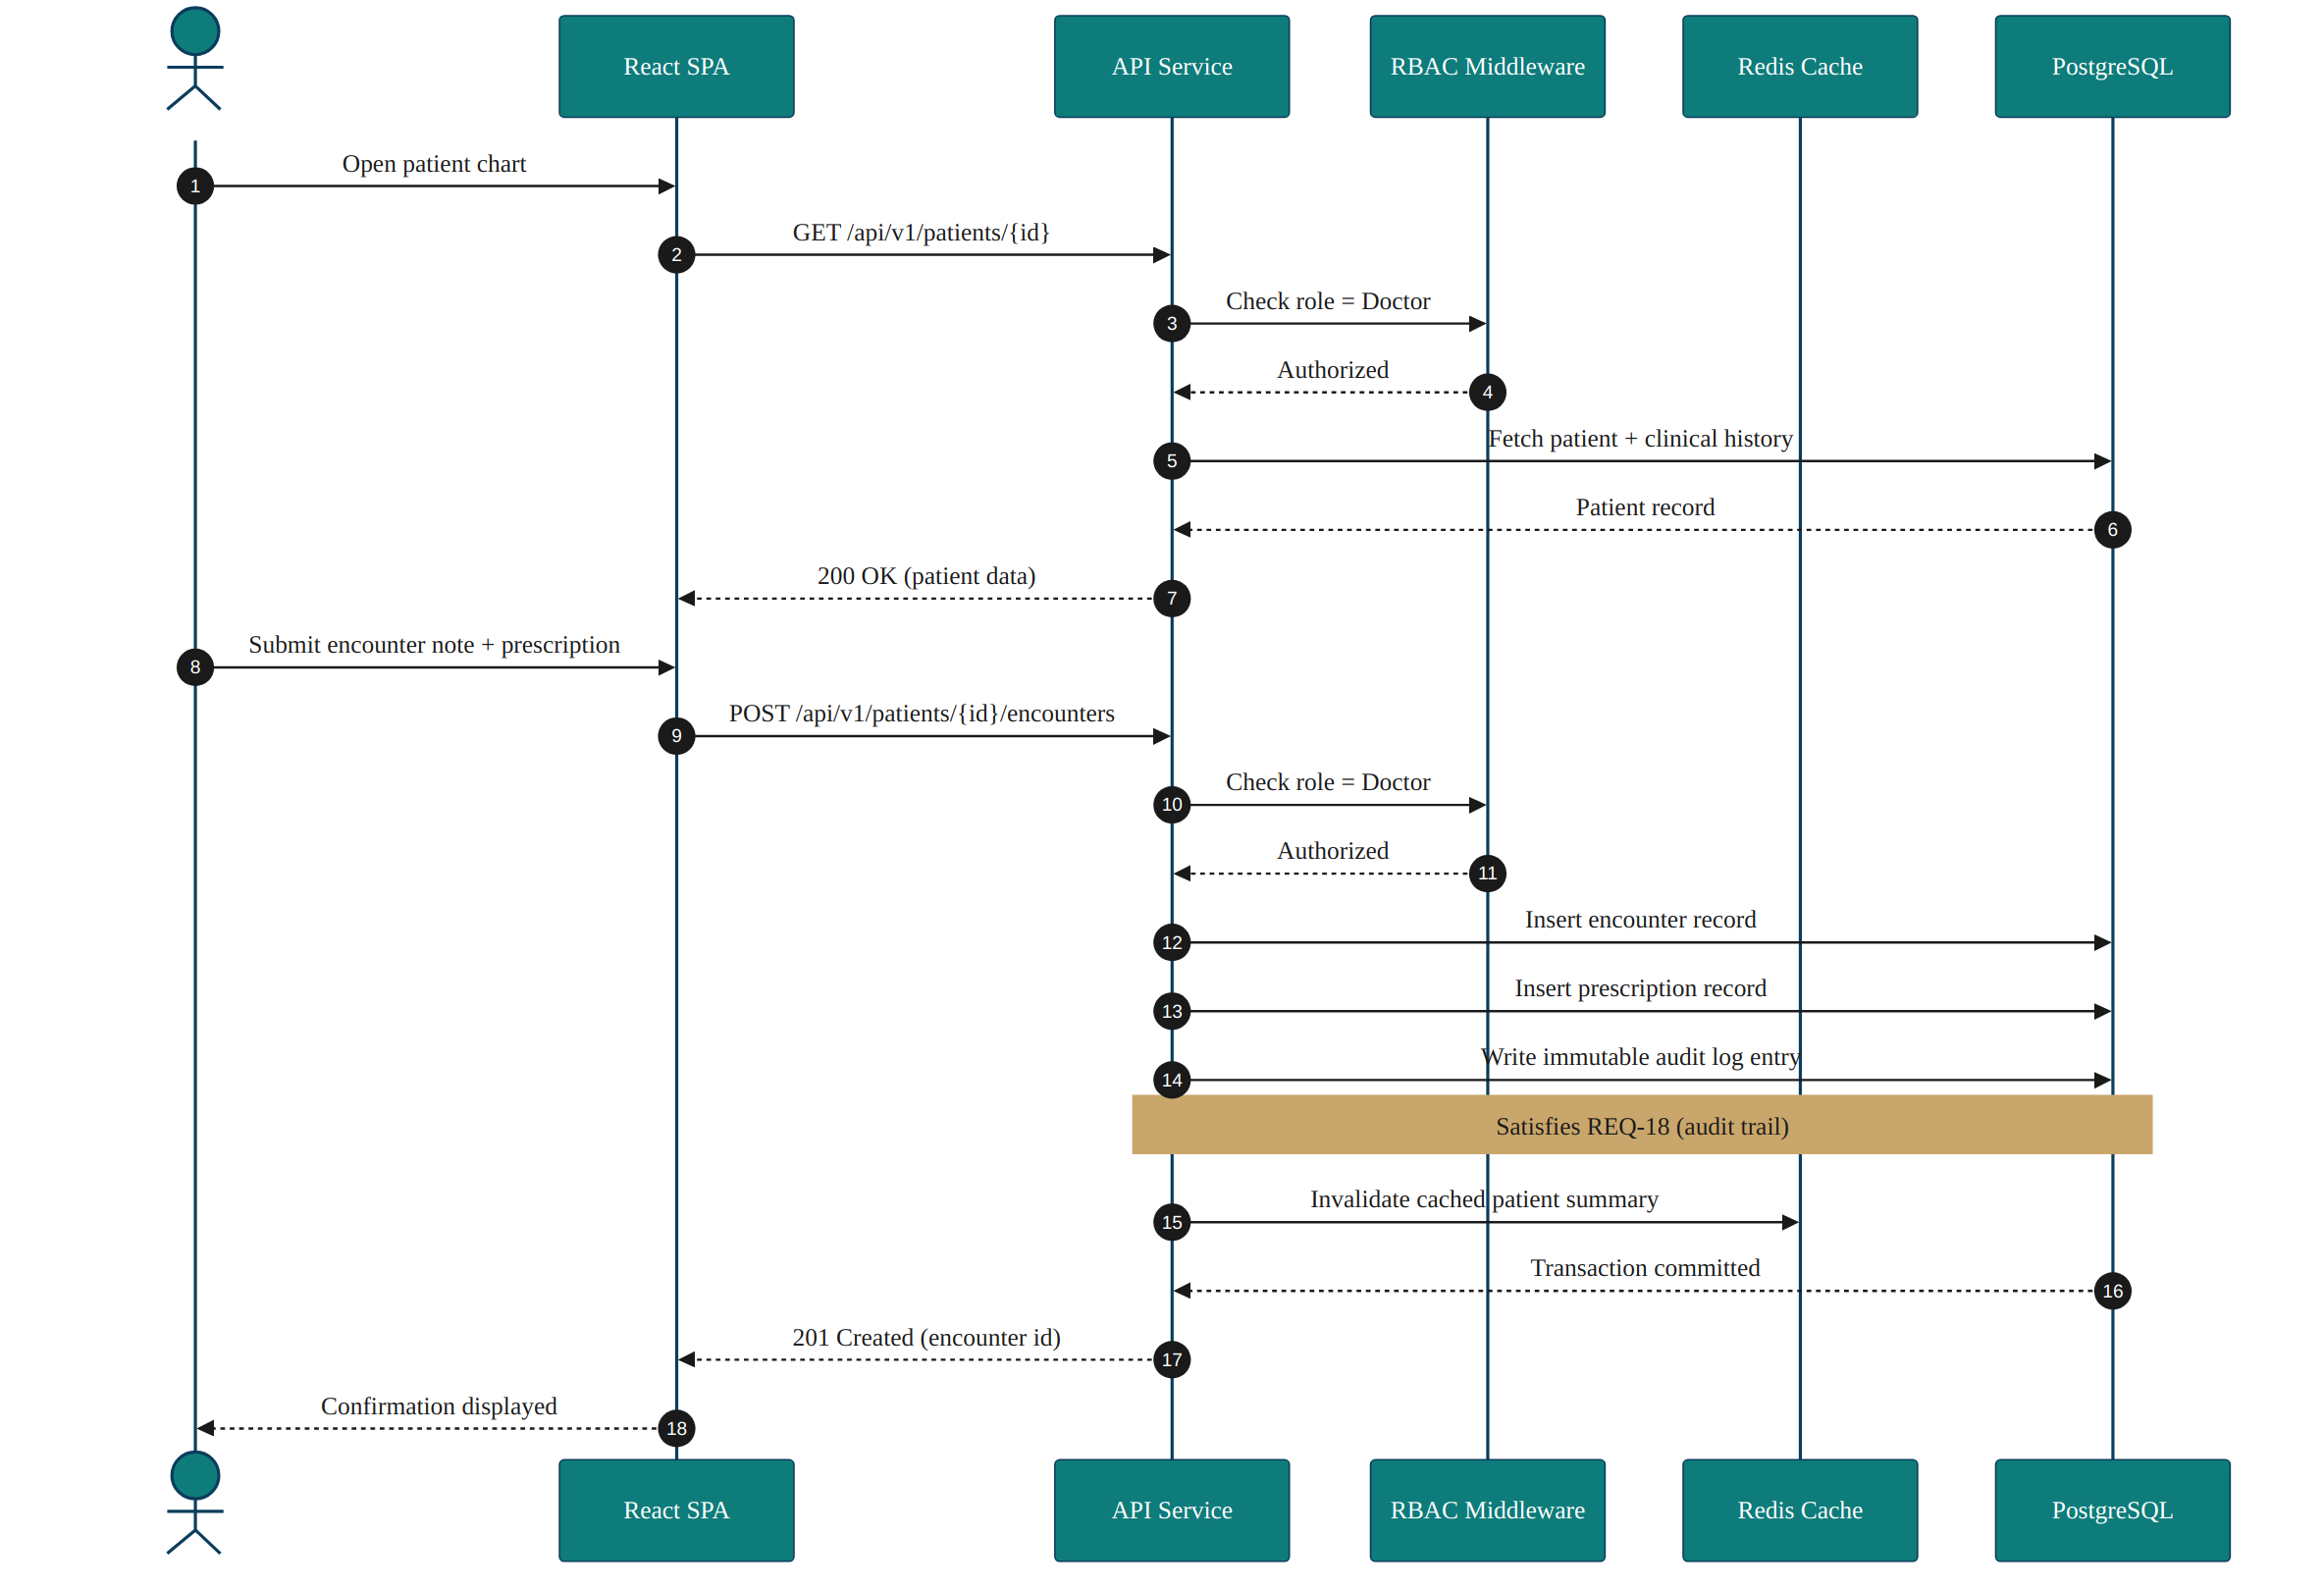 React SPA
API Service
RBAC Middleware
Redis Cache
PostgreSQL
Open patient chart
1
GET /api/v1/patients/{id}
2
Check role = Doctor
3
Authorized
4
Fetch patient + clinical history
5
Patient record
6
200 OK (patient data)
7
Submit encounter note + prescription
8
POST /api/v1/patients/{id}/encounters
9
Check role = Doctor
10
Authorized
11
Insert encounter record
12
Insert prescription record
13
Write immutable audit log entry
14
Satisfies REQ-18 (audit trail)
Invalidate cached patient summary
15
Transaction committed
16
201 Created (encounter id)
17
Confirmation displayed
18
React SPA
API Service
RBAC Middleware
Redis Cache
PostgreSQL